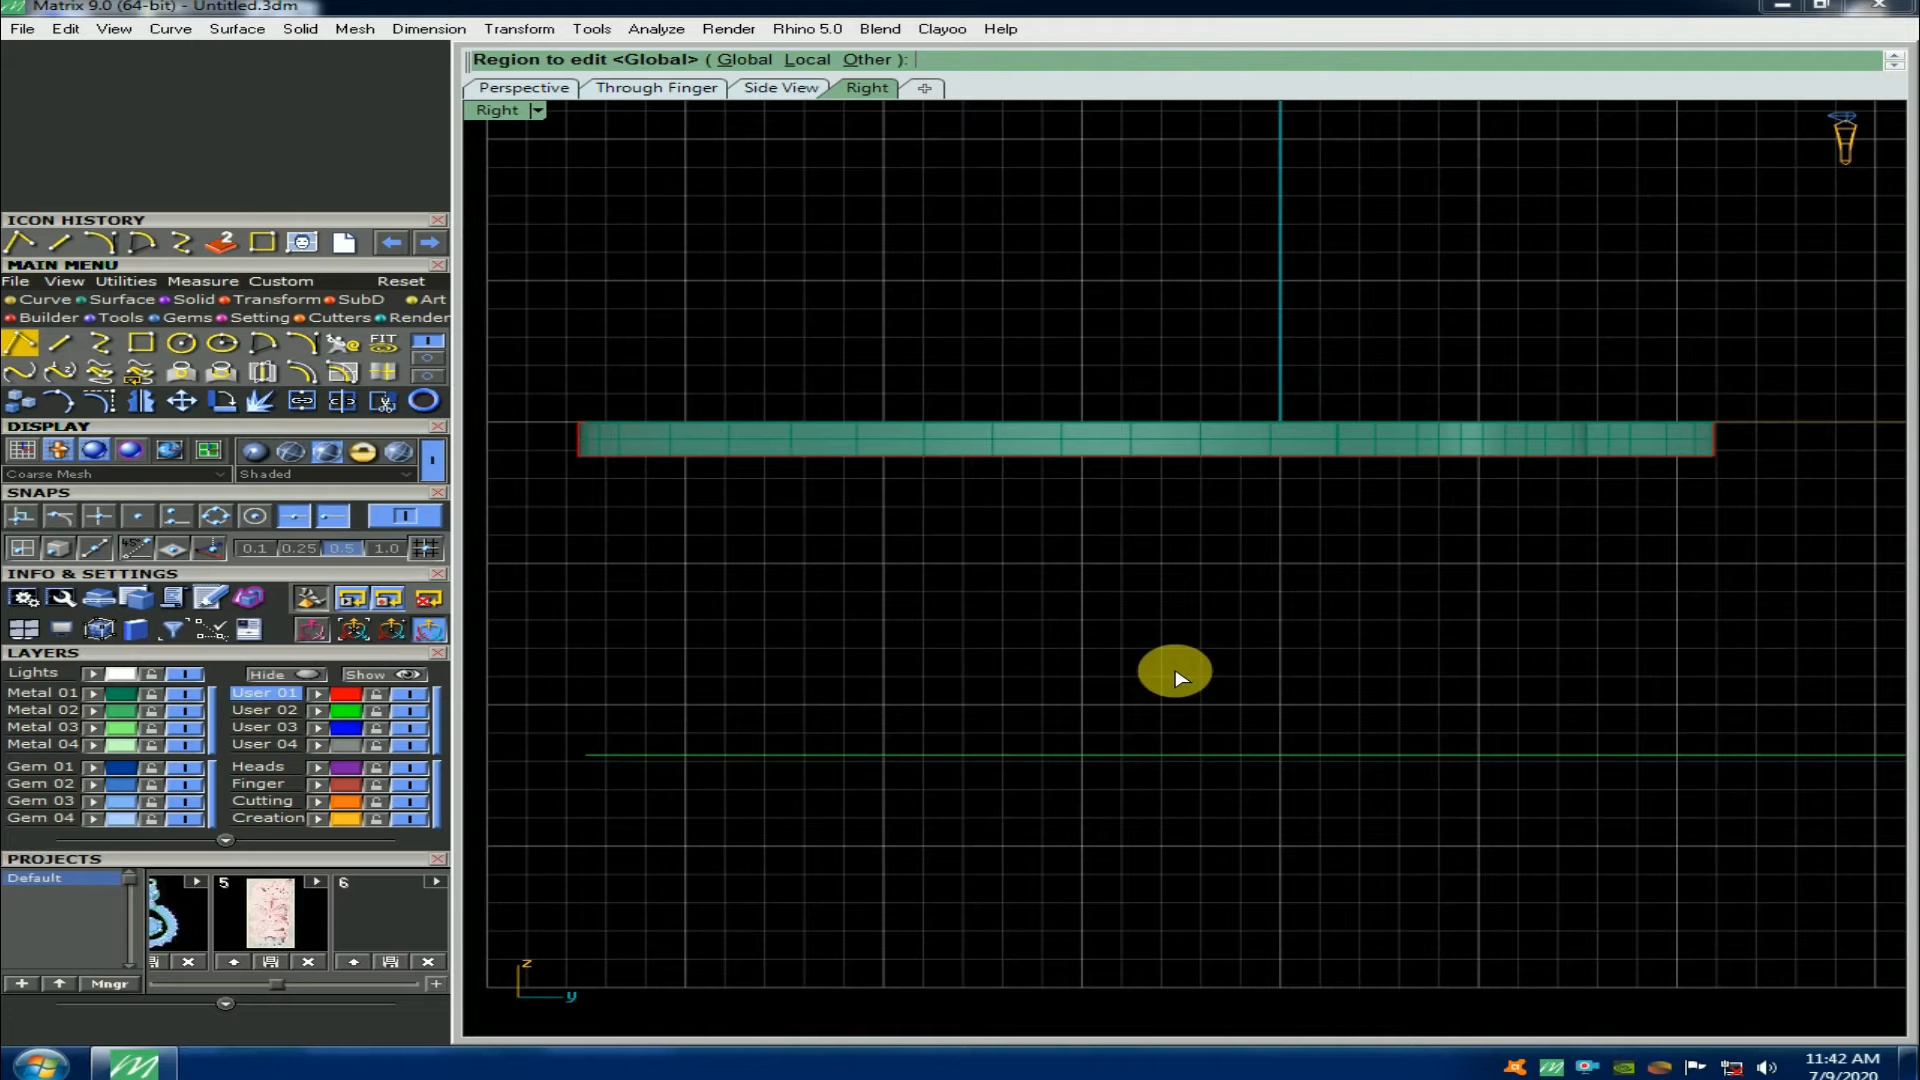 Matrix 9.0 (64-bit) - Untitled.3dm
File Edit View Curve Surface Solid Mesh Dimension Transform Tools Analyze Render Rhino 5.0 Blend Clayoo Help
Region to edit <Global> ( Global Local Other ):
Perspective Through Finger Side View Right
Right
ICON HISTORY
2
MAIN MENU
File View Utilities Measure Custom Reset
Curve Surface Solid Transform SubD Art
Builder Tools Gems Setting Cutters Render
FIT
DISPLAY
Coarse Mesh Shaded
SNAPS
45°
0.1 0.25 0.5 1.0
INFO & SETTINGS
LAYERS
Lights Hide Show
Metal 01 User 01
Metal 02 User 02
Metal 03 User 03
Metal 04 User 04
Gem 01 Heads
Gem 02 Finger
Gem 03 Cutting
Gem 04 Creation
PROJECTS
Default
5 6
Mngr
z
y
11:42 AM
7/9/2020